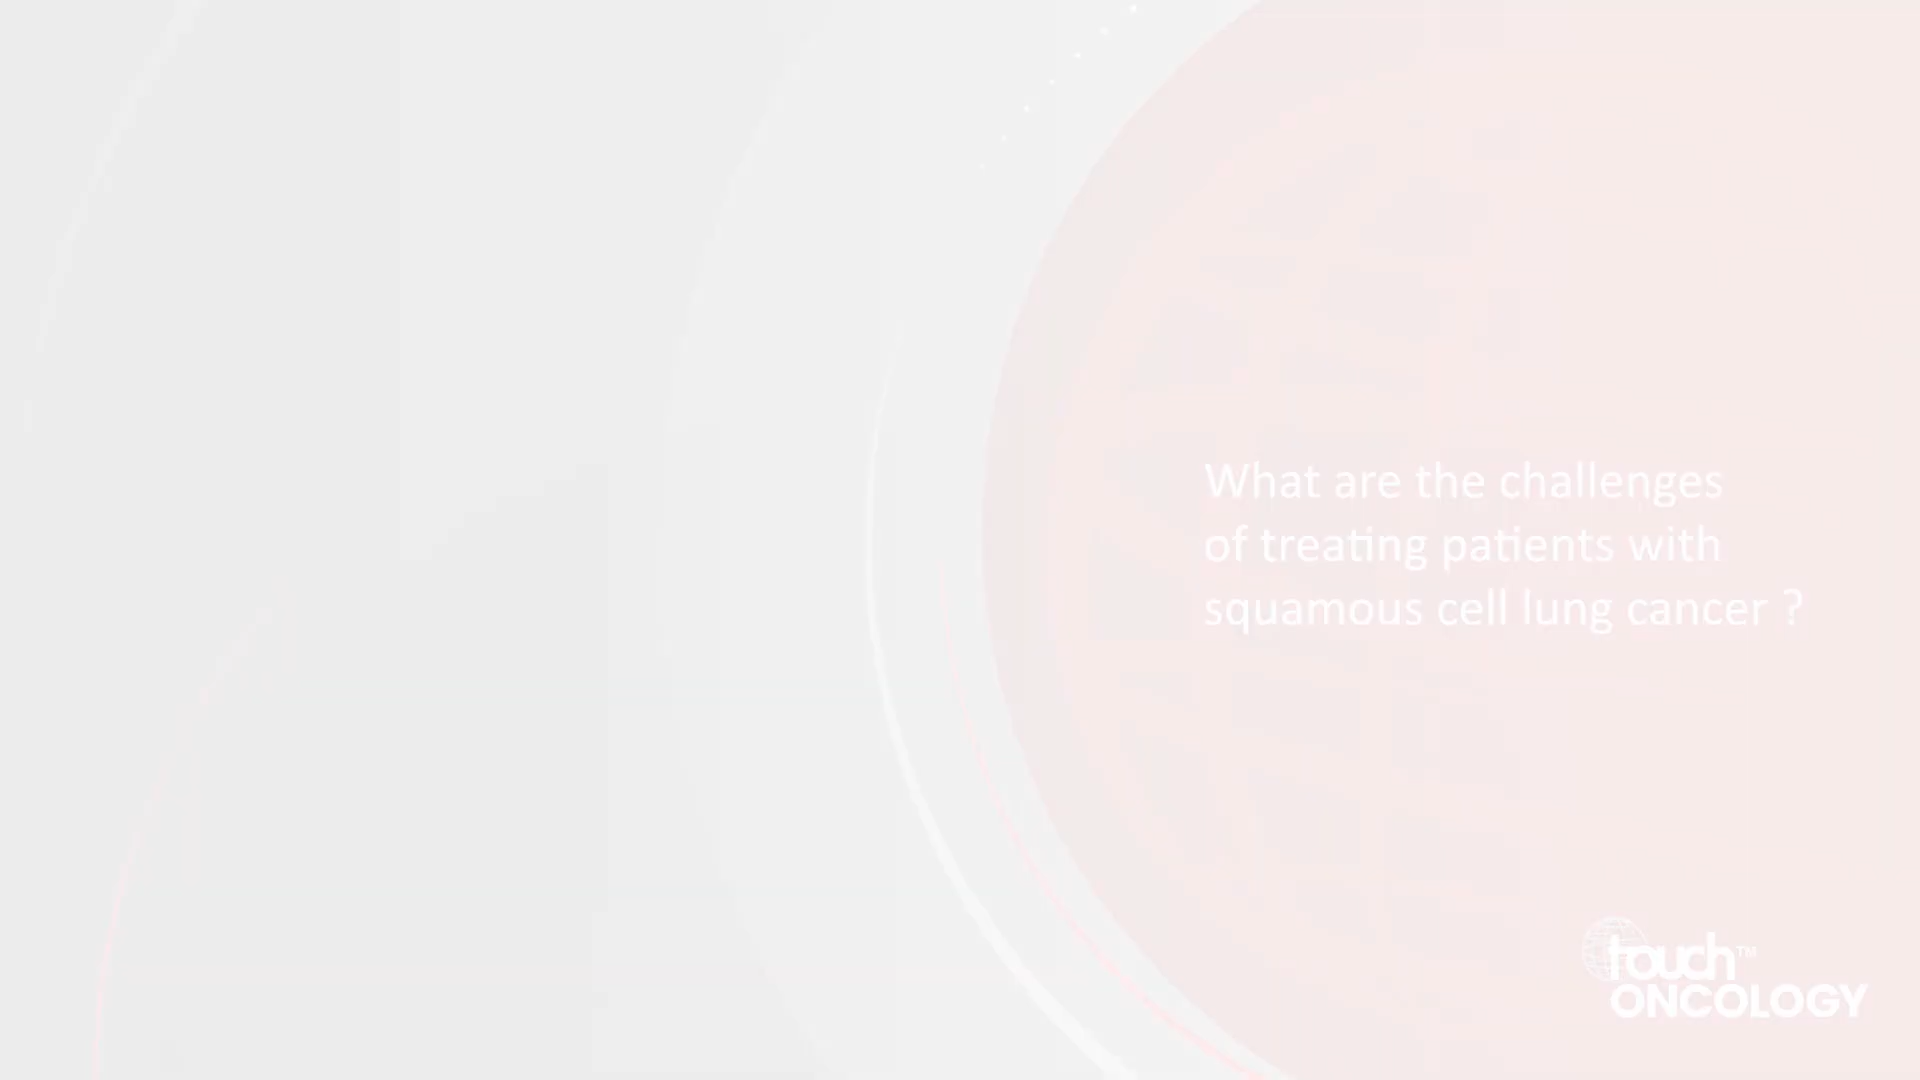 What are the challenges
of treating patients with
squamous cell lung cancer ?
touch™
ONCOLOGY